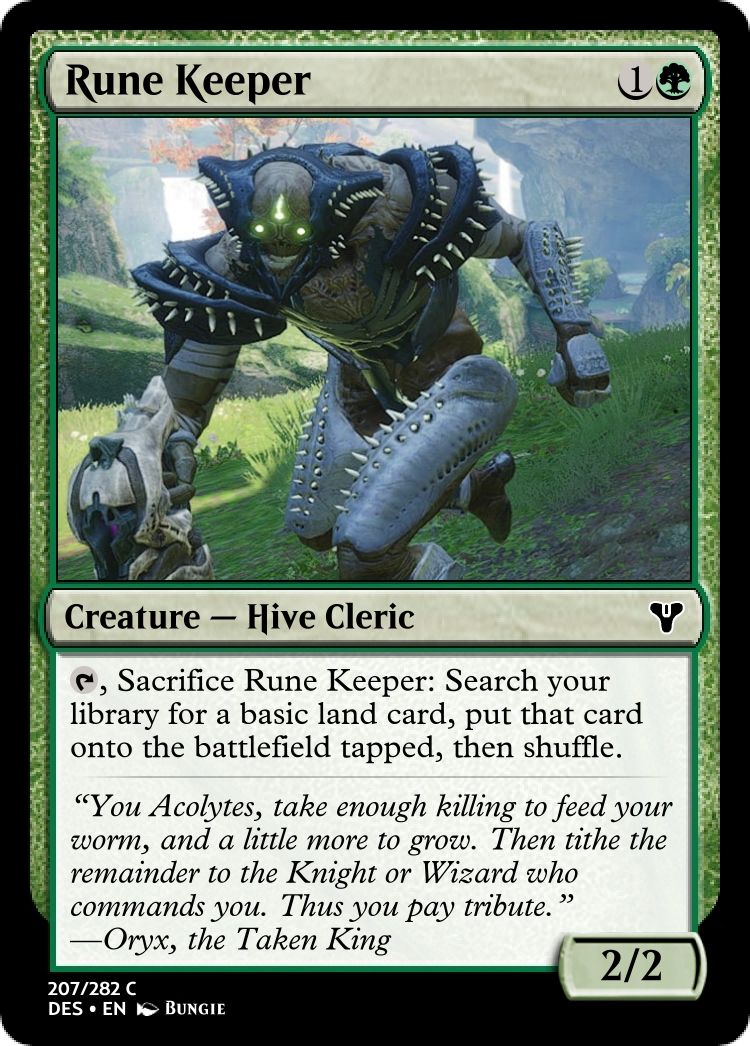 Rune Keeper 1
Creature — Hive Cleric
, Sacrifice Rune Keeper: Search your
library for a basic land card, put that card
onto the battlefield tapped, then shuffle.
“You Acolytes, take enough killing to feed your
worm, and a little more to grow. Then tithe the
remainder to the Knight or Wizard who
commands you. Thus you pay tribute.”
—Oryx, the Taken King
2/2
207/282 C
DES • EN Bungie